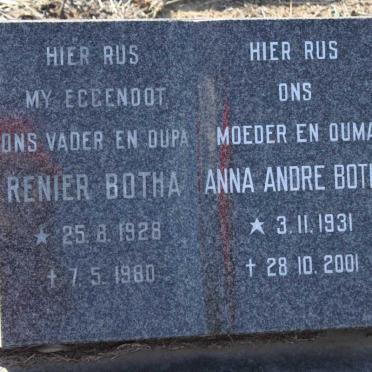 HIER RUS
MY EGGENOOT
ONS VADER EN OUPA
RENIER BOTHA
★ 25.8.1928
† 7.5.1980
HIER RUS
ONS
MOEDER EN OUMA
ANNA ANDRE BOTH
★ 3.11.1931
† 28 10.2001